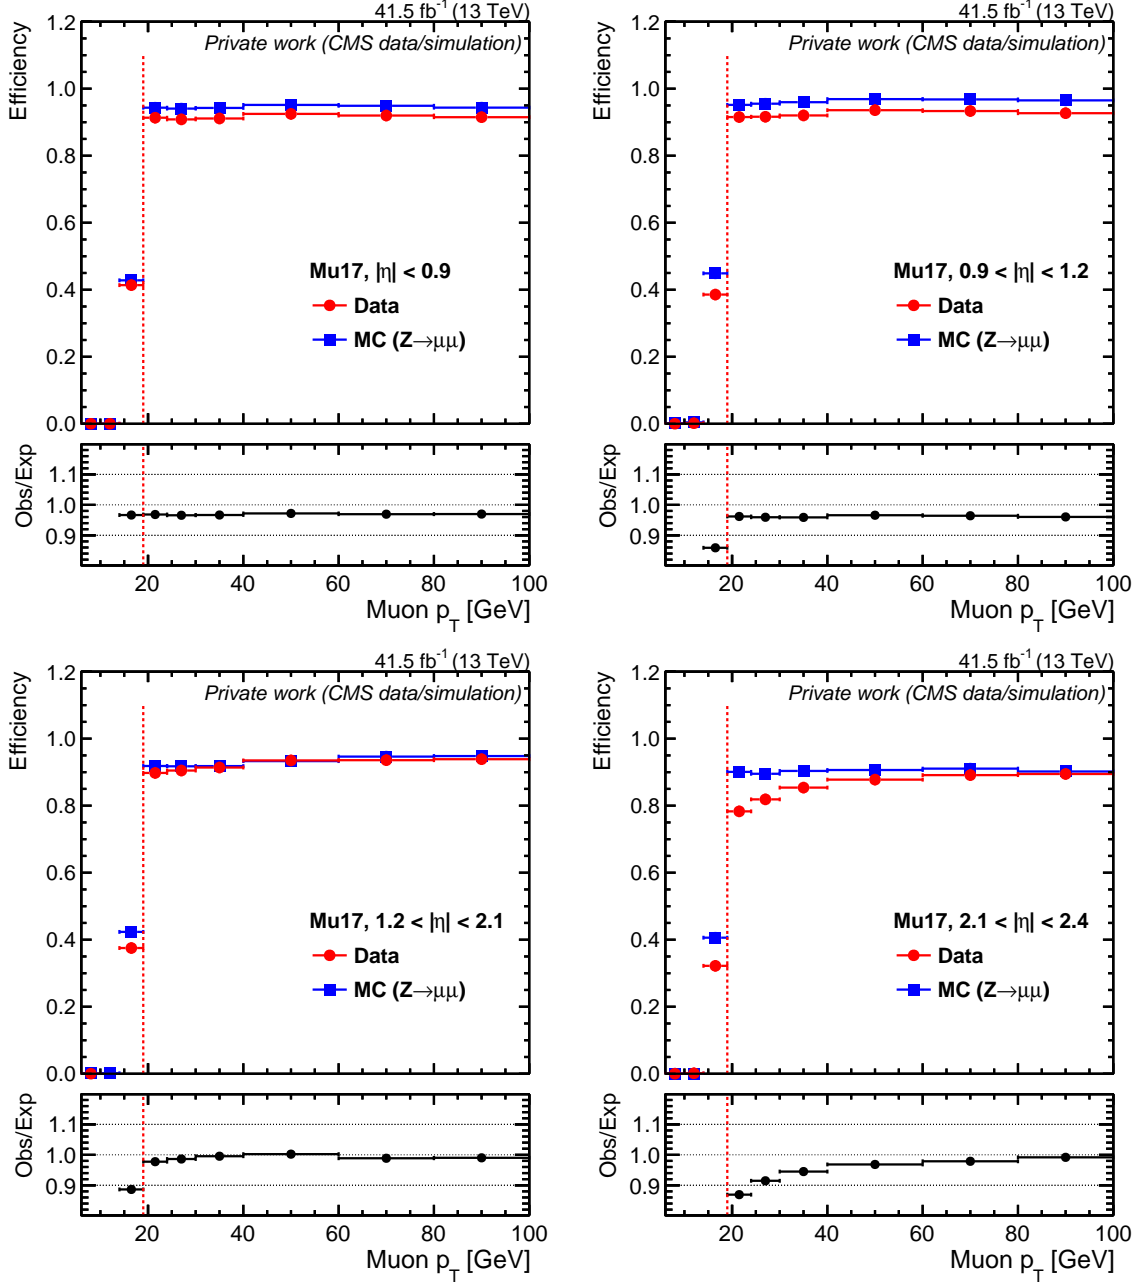 41.5 fb⁻¹ (13 TeV)
Private work (CMS data/simulation)
Efficiency
1.2
1.0
0.8
0.6
0.4
0.2
0.0
Mu17, |η| < 0.9
Data
MC (Z→μμ)
Obs/Exp
1.1
1.0
0.9
20 40 60 80 100
Muon p_T [GeV]
41.5 fb⁻¹ (13 TeV)
Private work (CMS data/simulation)
Efficiency
1.2
1.0
0.8
0.6
0.4
0.2
0.0
Mu17, 0.9 < |η| < 1.2
Data
MC (Z→μμ)
Obs/Exp
1.1
1.0
0.9
20 40 60 80 100
Muon p_T [GeV]
41.5 fb⁻¹ (13 TeV)
Private work (CMS data/simulation)
Efficiency
1.2
1.0
0.8
0.6
0.4
0.2
0.0
Mu17, 1.2 < |η| < 2.1
Data
MC (Z→μμ)
Obs/Exp
1.1
1.0
0.9
20 40 60 80 100
Muon p_T [GeV]
41.5 fb⁻¹ (13 TeV)
Private work (CMS data/simulation)
Efficiency
1.2
1.0
0.8
0.6
0.4
0.2
0.0
Mu17, 2.1 < |η| < 2.4
Data
MC (Z→μμ)
Obs/Exp
1.1
1.0
0.9
20 40 60 80 100
Muon p_T [GeV]